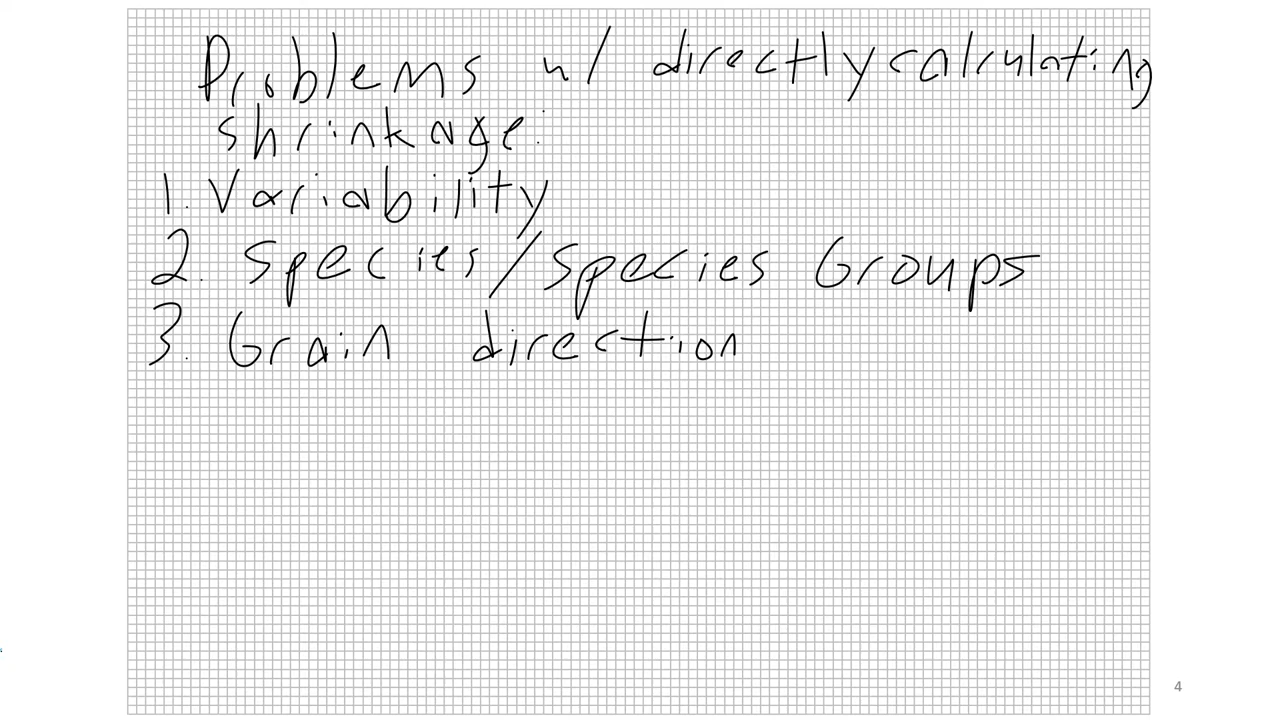 Problems w/ directly calculating
shrinkage:
1. Variability
2. Species/Species Groups
3. Grain direction
4